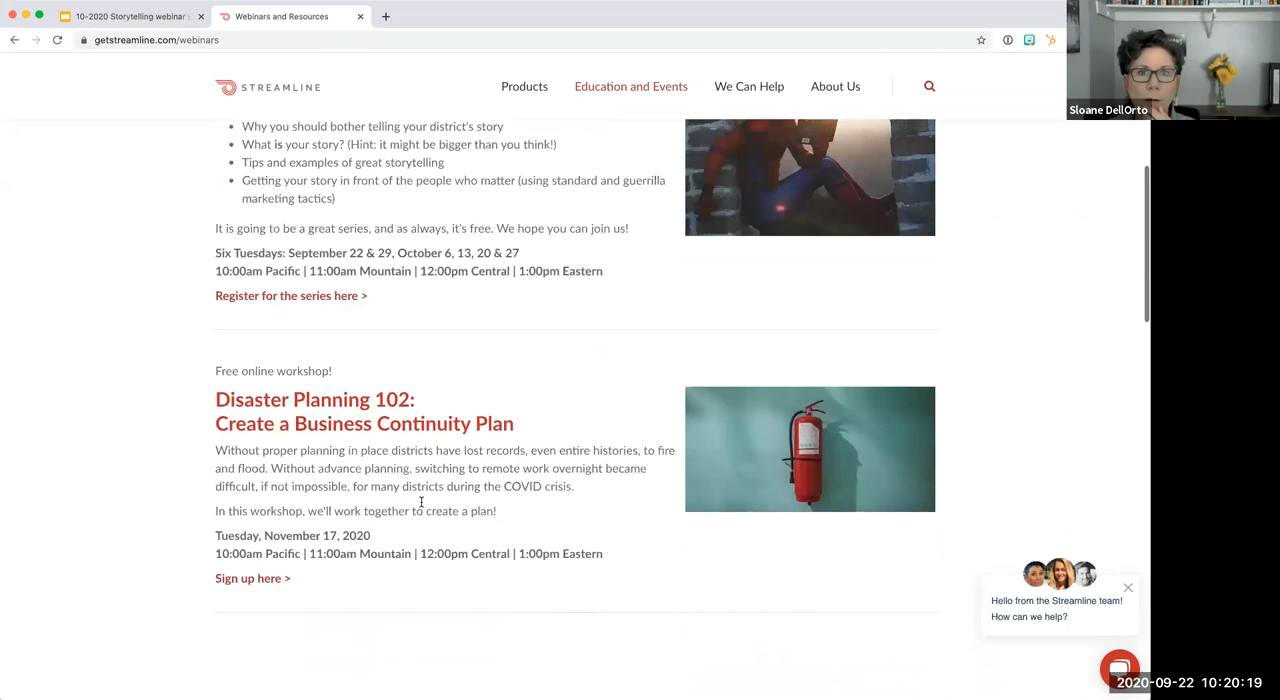 10-2020 Storytelling webinar
Webinars and Resources
getstreamline.com/webinars
Sloane DellOrto
STREAMLINE
Products
Education and Events
We Can Help
About Us
Why you should bother telling your district's story
What is your story? (Hint: it might be bigger than you think!)
Tips and examples of great storytelling
Getting your story in front of the people who matter (using standard and guerrilla
marketing tactics)
It is going to be a great series, and as always, it's free. We hope you can join us!
Six Tuesdays: September 22 & 29, October 6, 13, 20 & 27
10:00am Pacific | 11:00am Mountain | 12:00pm Central | 1:00pm Eastern
Register for the series here >
Free online workshop!
Disaster Planning 102:
Create a Business Continuity Plan
Without proper planning in place districts have lost records, even entire histories, to fire
and flood. Without advance planning, switching to remote work overnight became
difficult, if not impossible, for many districts during the COVID crisis.
In this workshop, we'll work together to create a plan!
Tuesday, November 17, 2020
10:00am Pacific | 11:00am Mountain | 12:00pm Central | 1:00pm Eastern
Sign up here >
Hello from the Streamline team!
How can we help?
2020-09-22 10:20:19